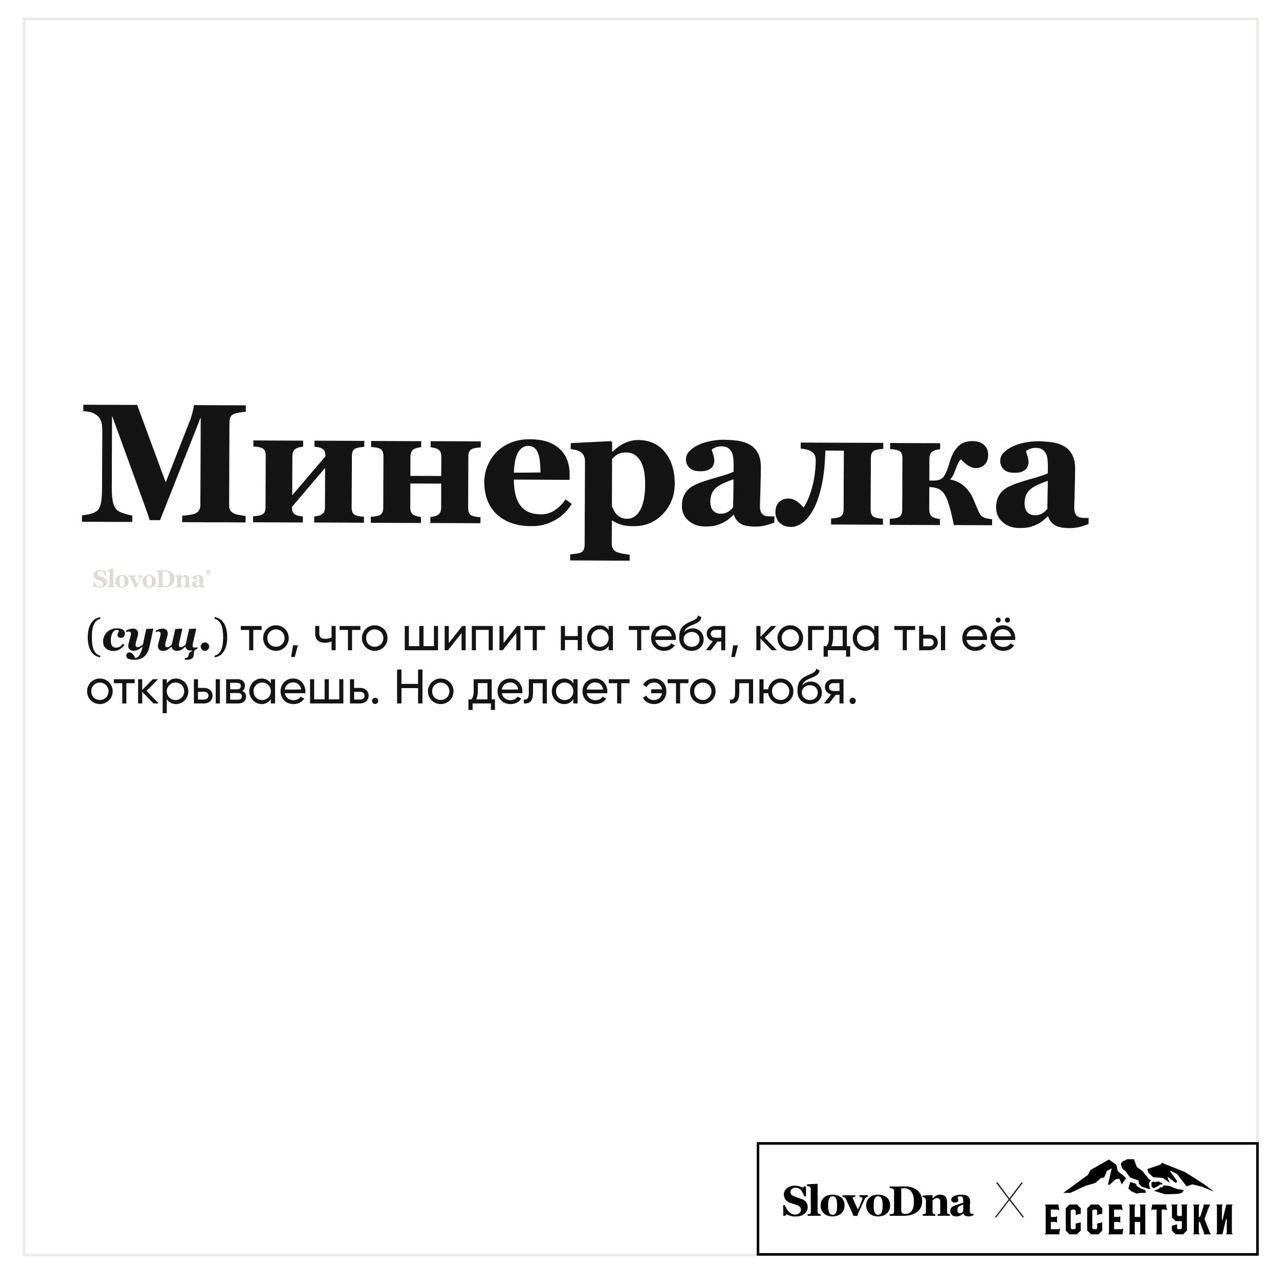 Минералка
SlovoDna®
(сущ.) то, что шипит на тебя, когда ты её
открываешь. Но делает это любя.
SlovoDna X ЕССЕНТУКИ